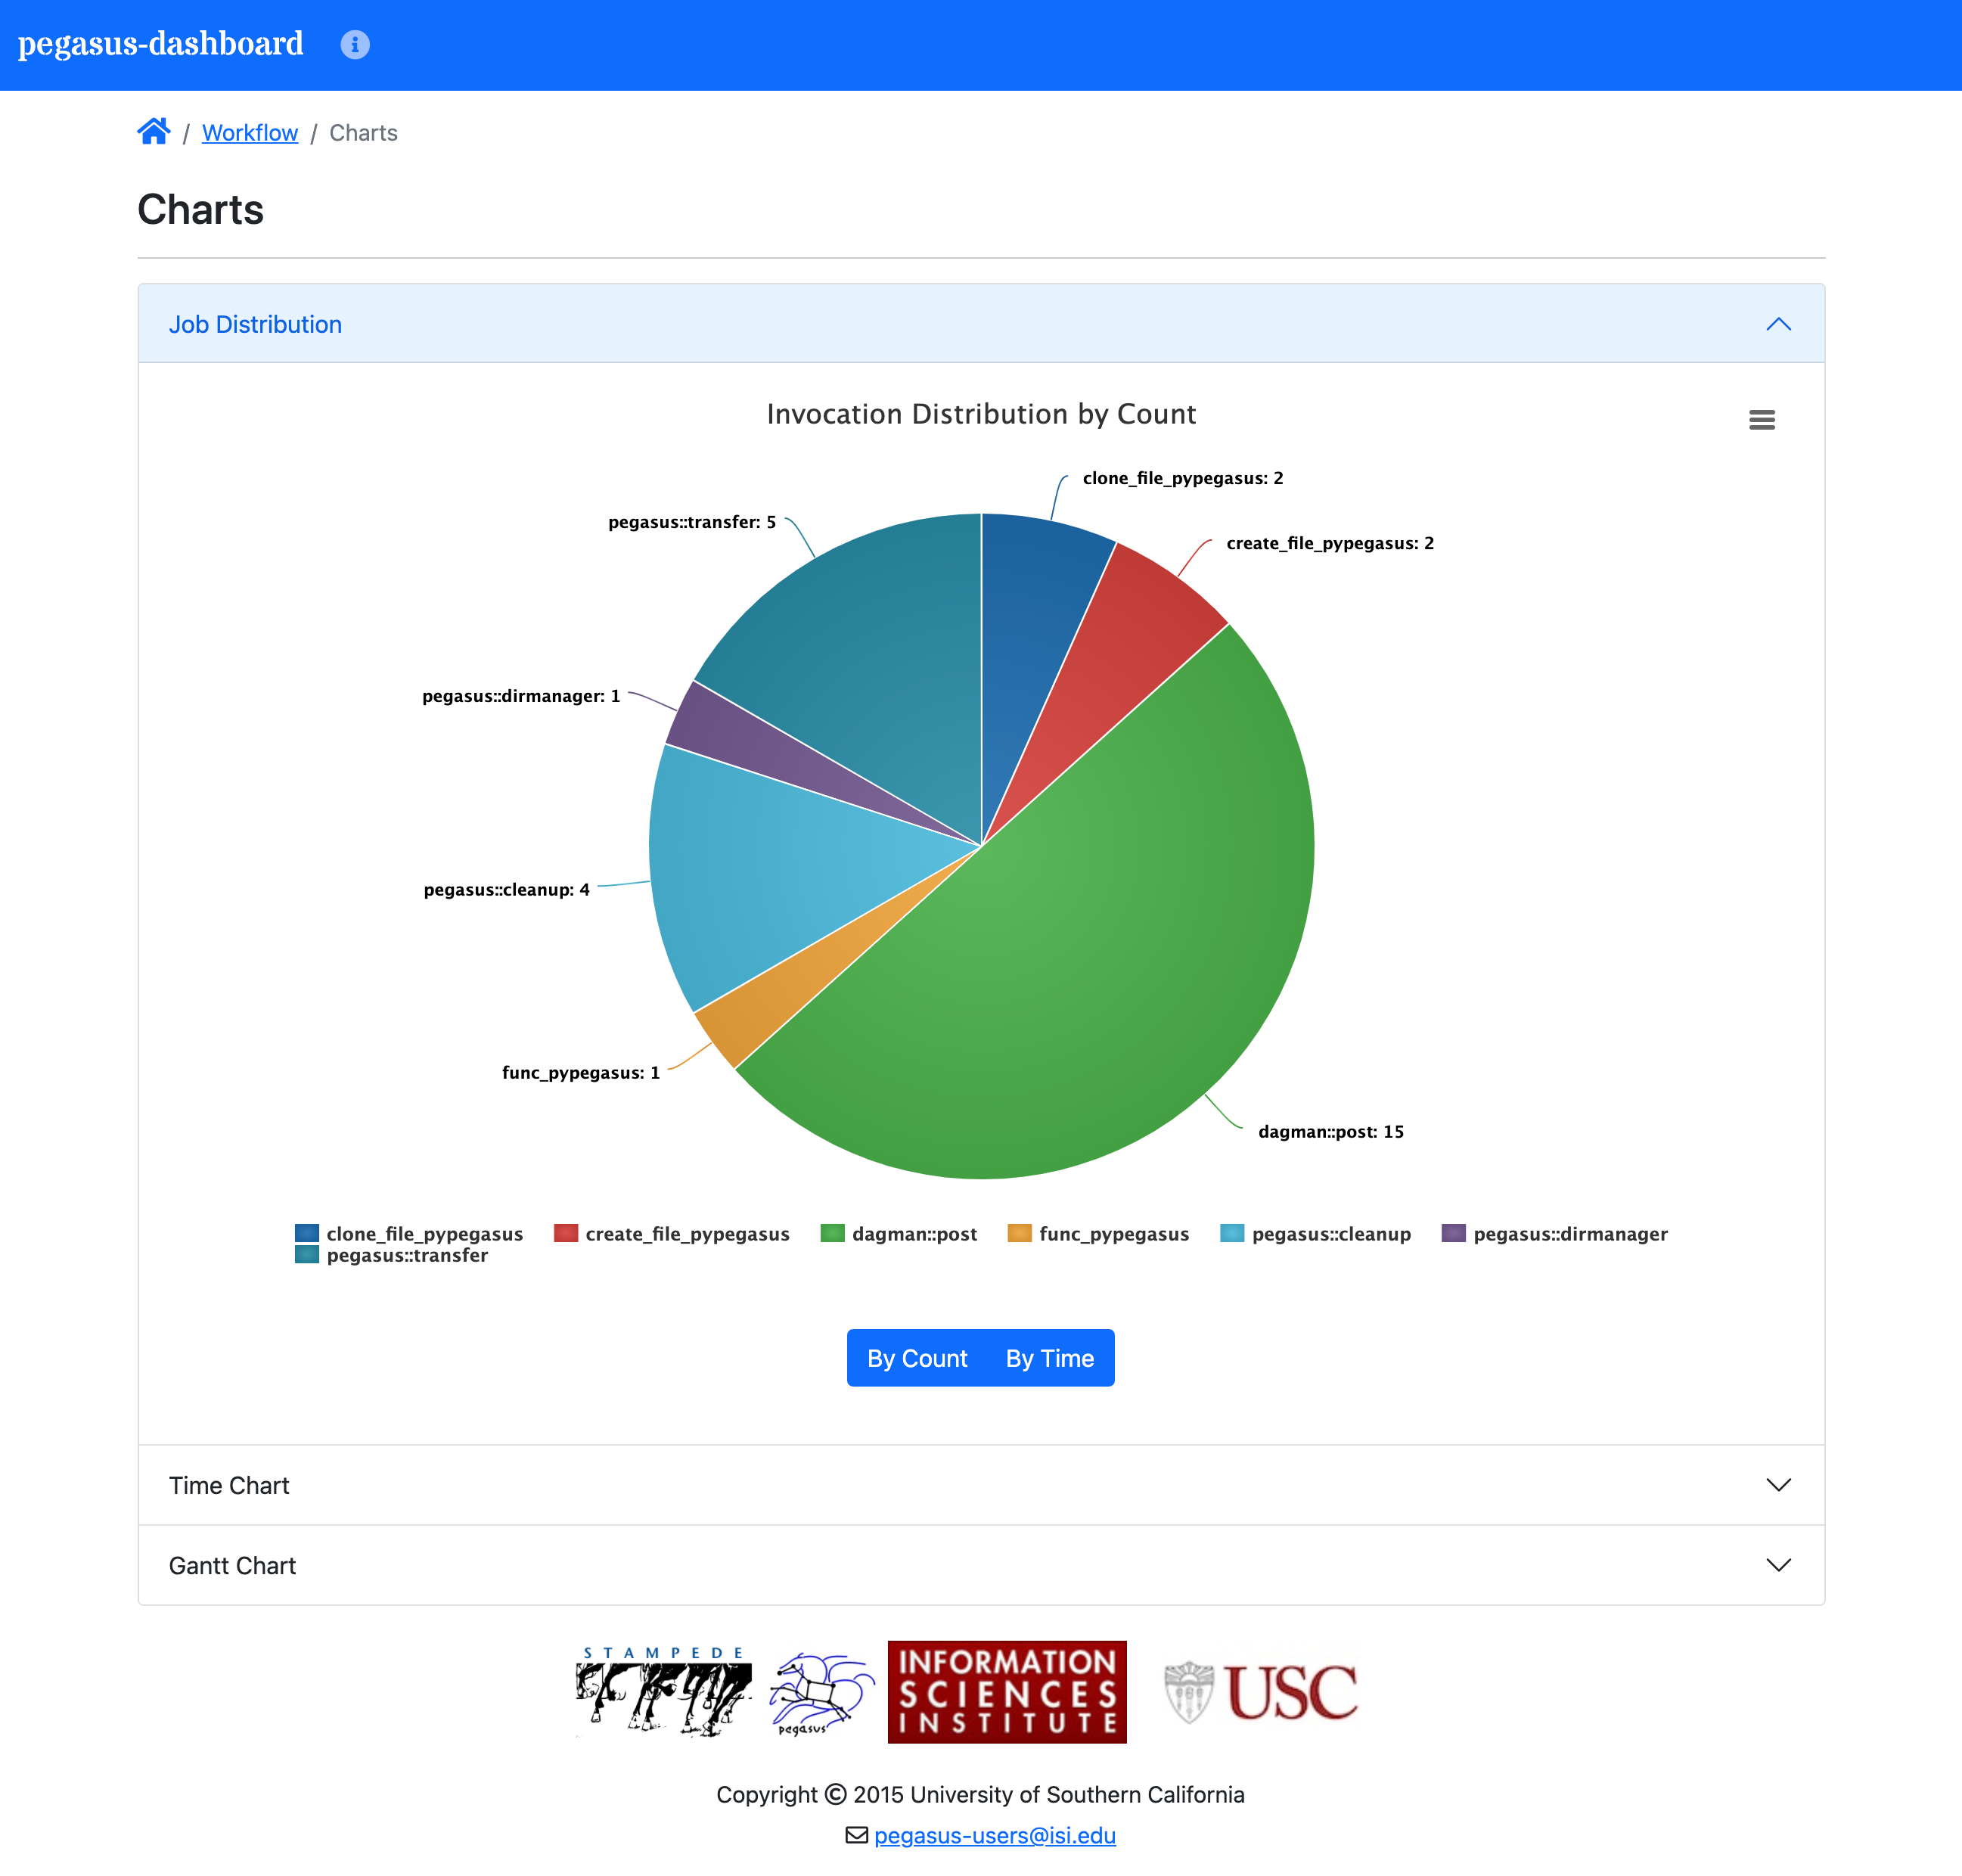 pegasus-dashboard
/ Workflow / Charts
Charts
Job Distribution
Invocation Distribution by Count
clone_file_pypegasus: 2
pegasus::transfer: 5
create_file_pypegasus: 2
pegasus::dirmanager: 1
pegasus::cleanup: 4
func_pypegasus: 1
dagman::post: 15
clone_file_pypegasus create_file_pypegasus dagman::post func_pypegasus pegasus::cleanup pegasus::dirmanager
pegasus::transfer
By Count By Time
Time Chart
Gantt Chart
STAMPEDE
pegasus
INFORMATION
SCIENCES
INSTITUTE
USC
Copyright © 2015 University of Southern California
pegasus-users@isi.edu